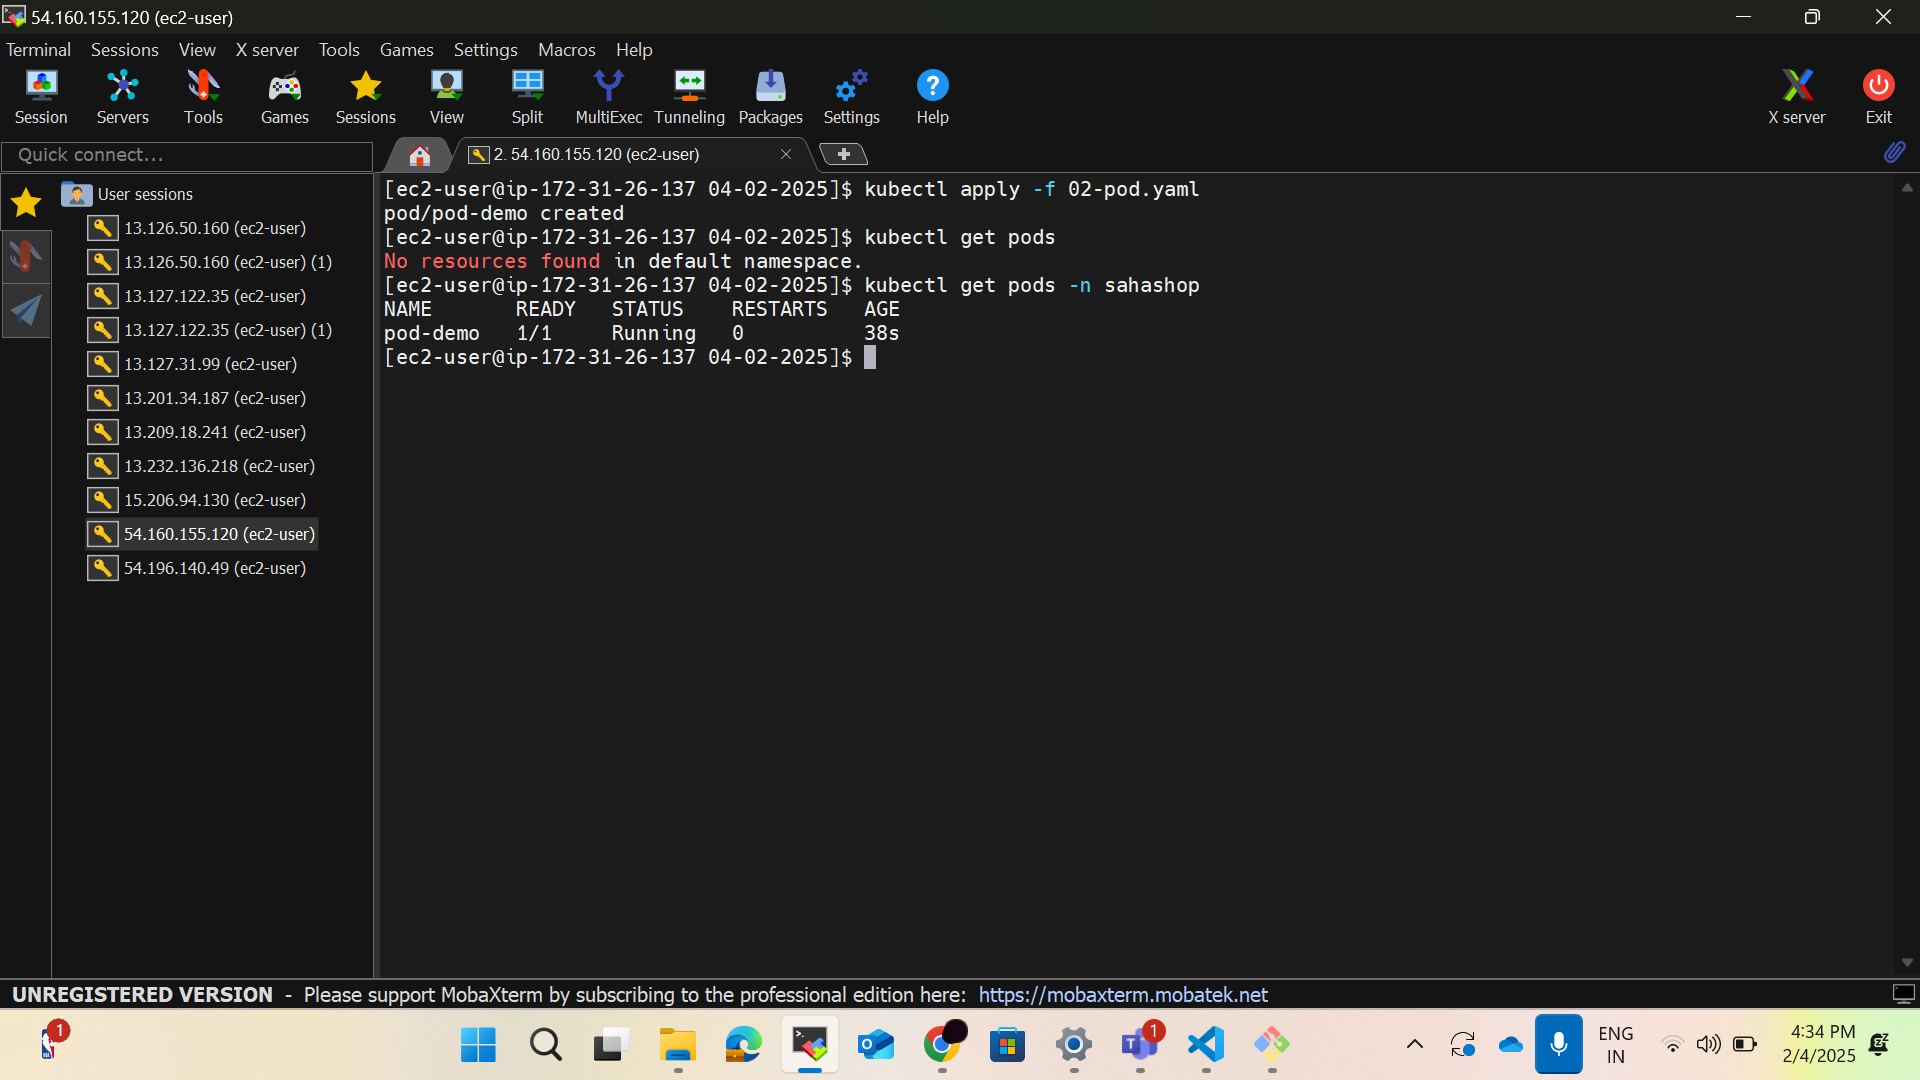 54.160.155.120 (ec2-user)
Terminal Sessions View X server Tools Games Settings Macros Help
Session Servers Tools Games Sessions View Split MultiExec Tunneling Packages Settings Help X server Exit
Quick connect...
2. 54.160.155.120 (ec2-user)
User sessions
13.126.50.160 (ec2-user)
13.126.50.160 (ec2-user) (1)
13.127.122.35 (ec2-user)
13.127.122.35 (ec2-user) (1)
13.127.31.99 (ec2-user)
13.201.34.187 (ec2-user)
13.209.18.241 (ec2-user)
13.232.136.218 (ec2-user)
15.206.94.130 (ec2-user)
54.160.155.120 (ec2-user)
54.196.140.49 (ec2-user)
[ec2-user@ip-172-31-26-137 04-02-2025]$ kubectl apply -f 02-pod.yaml
pod/pod-demo created
[ec2-user@ip-172-31-26-137 04-02-2025]$ kubectl get pods
No resources found in default namespace.
[ec2-user@ip-172-31-26-137 04-02-2025]$ kubectl get pods -n sahashop
NAME READY STATUS RESTARTS AGE
pod-demo 1/1 Running 0 38s
[ec2-user@ip-172-31-26-137 04-02-2025]$
UNREGISTERED VERSION - Please support MobaXterm by subscribing to the professional edition here: https://mobaxterm.mobatek.net
1
1
ENG
IN
4:34 PM
2/4/2025